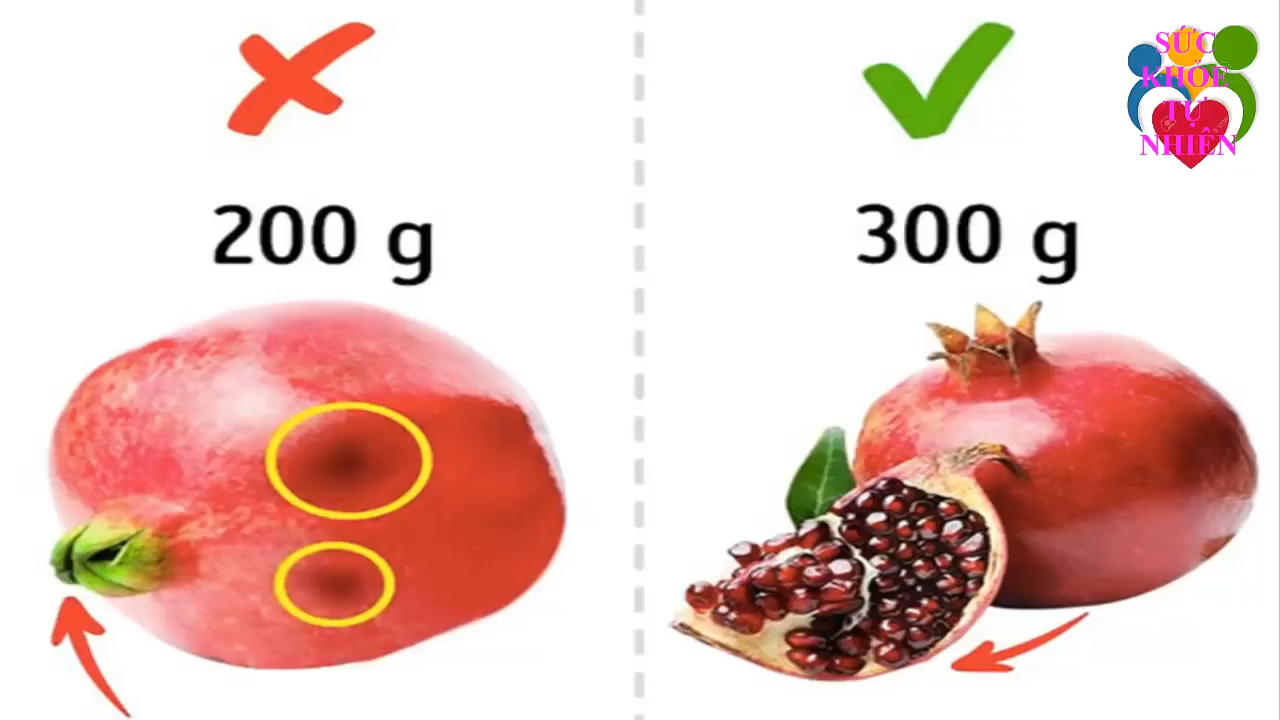 200 g
300 g
SỨC
KHỎE
TỰ
NHIÊN